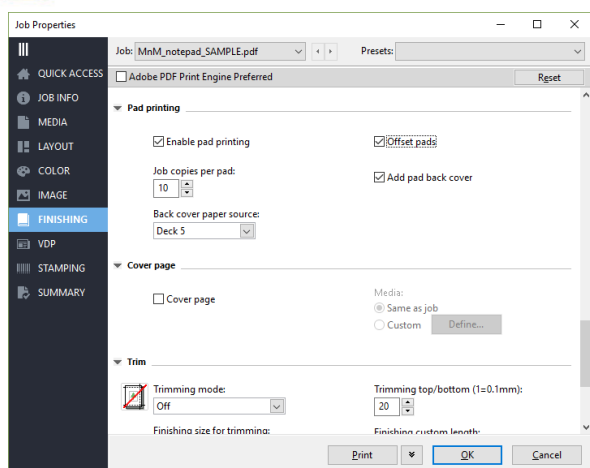 Job Properties
Job: MnM_notepad_SAMPLE.pdf Presets:
QUICK ACCESS
JOB INFO
MEDIA
LAYOUT
COLOR
IMAGE
FINISHING
VDP
STAMPING
SUMMARY
Adobe PDF Print Engine Preferred Reset
Pad printing
Enable pad printing Offset pads
Job copies per pad:
10
Add pad back cover
Back cover paper source:
Deck 5
Cover page
Cover page
Media:
Same as job
Custom Define...
Trim
Trimming mode: Trimming top/bottom (1=0.1mm):
Off 20
Finishing size for trimming: Finishing custom length:
Print OK Cancel